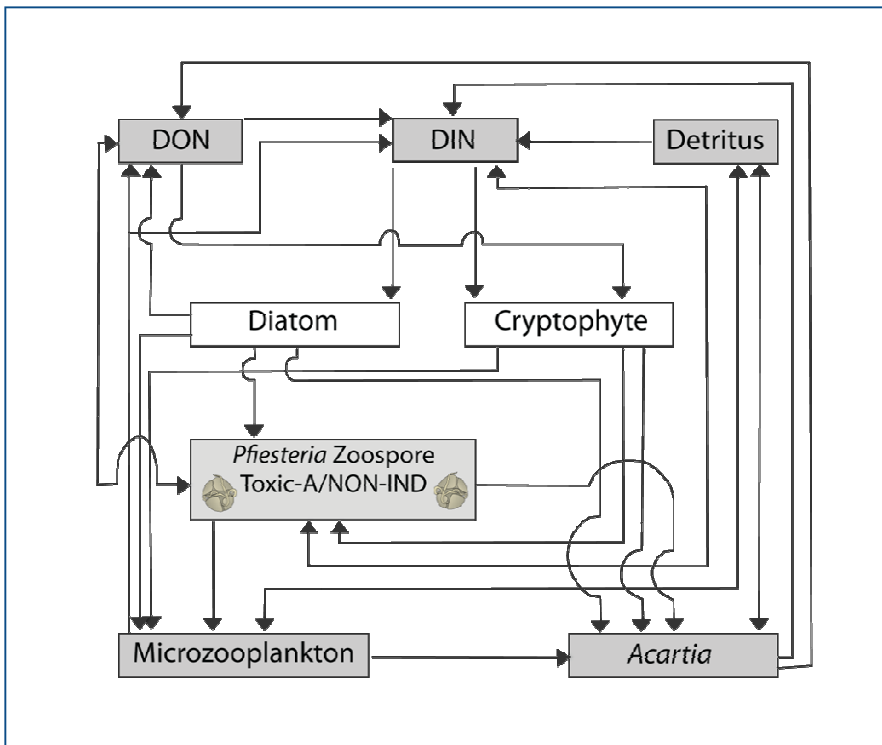 DON
DIN
Detritus
Diatom
Cryptophyte
Pfiesteria Zoospore
Toxic-A/NON-IND
Microzooplankton
Acartia